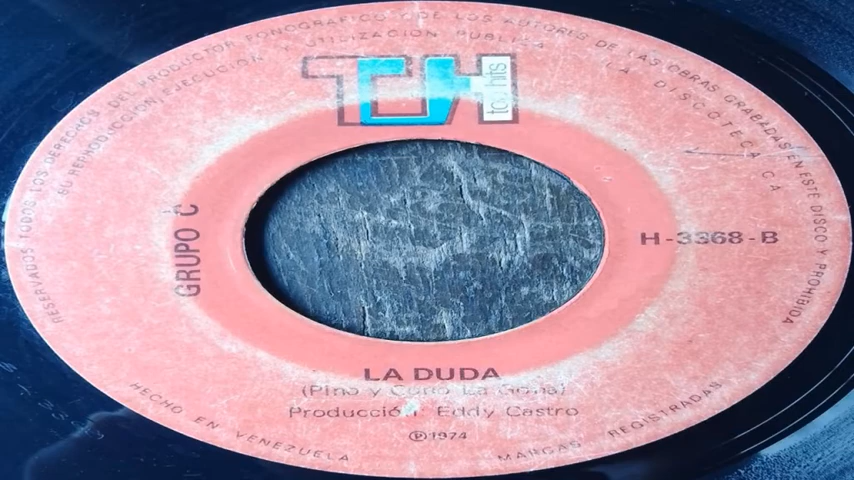 RESERVADOS TODOS LOS DERECHOS DEL PRODUCTOR FONOGRAFICO Y DE LOS AUTORES DE LAS OBRAS GRABADAS EN ESTE DISCO Y PROHIBIDA
SU REPRODUCCION, EJECUCION Y UTILIZACION PUBLICA
LA DISCOTECA CA
TH
top hits
GRUPO C
H-3368-B
LA DUDA
(Pino y
Producción: Eddy Castro
℗1974
HECHO EN VENEZUELA
MARCAS REGISTRADAS